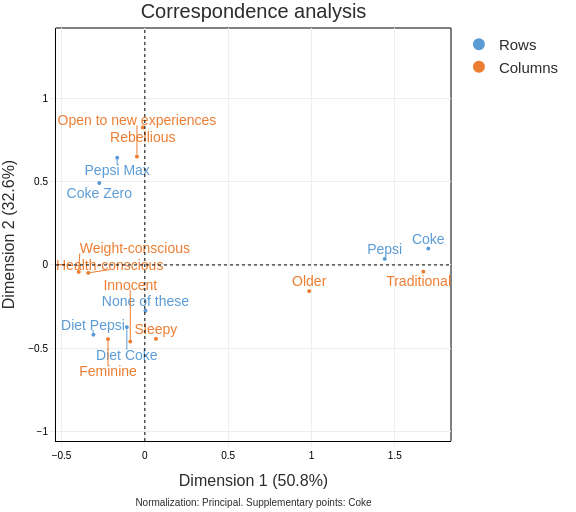 Correspondence analysis
Rows
Columns
1
Open to new experiences
Rebellious
Pepsi Max
0.5
Coke Zero
Coke
Pepsi
Weight-conscious
0
Health-conscious
Older
Traditional
Innocent
None of these
Diet Pepsi
Sleepy
−0.5
Diet Coke
Feminine
−1
−0.5
0
0.5
1
1.5
Dimension 2 (32.6%)
Dimension 1 (50.8%)
Normalization: Principal. Supplementary points: Coke